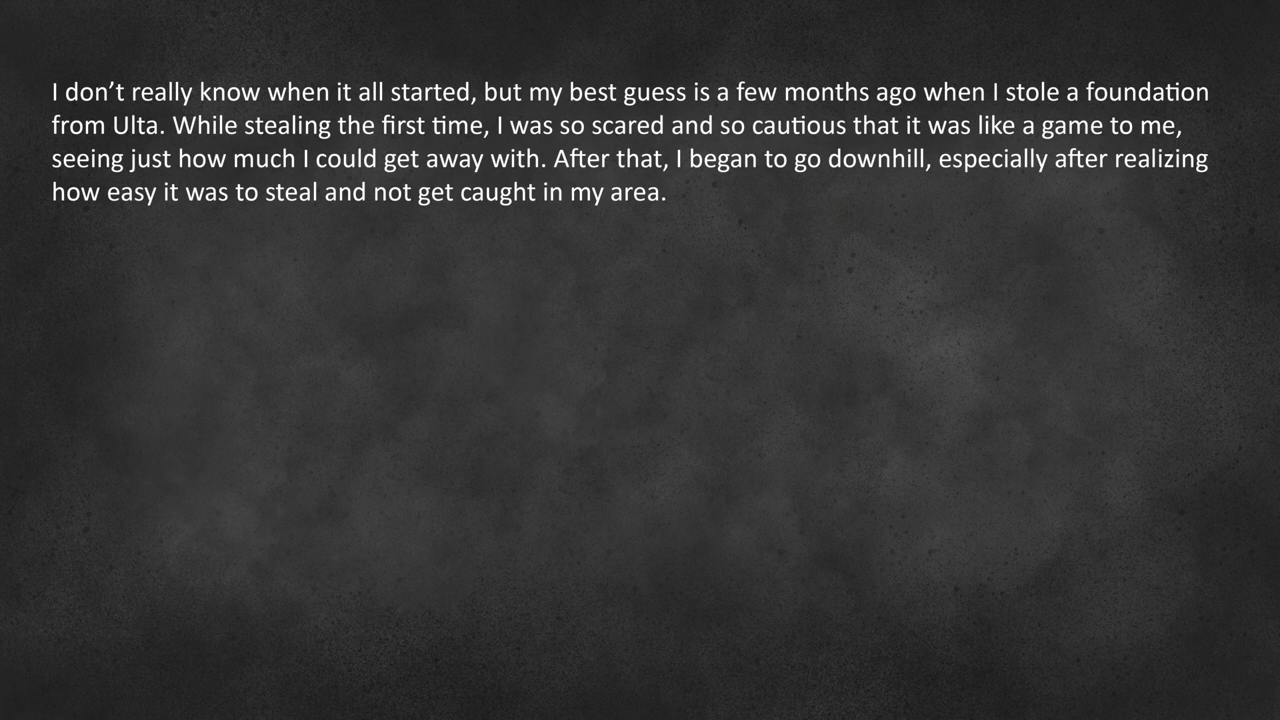 I don’t really know when it all started, but my best guess is a few months ago when I stole a foundation
from Ulta. While stealing the first time, I was so scared and so cautious that it was like a game to me,
seeing just how much I could get away with. After that, I began to go downhill, especially after realizing
how easy it was to steal and not get caught in my area.